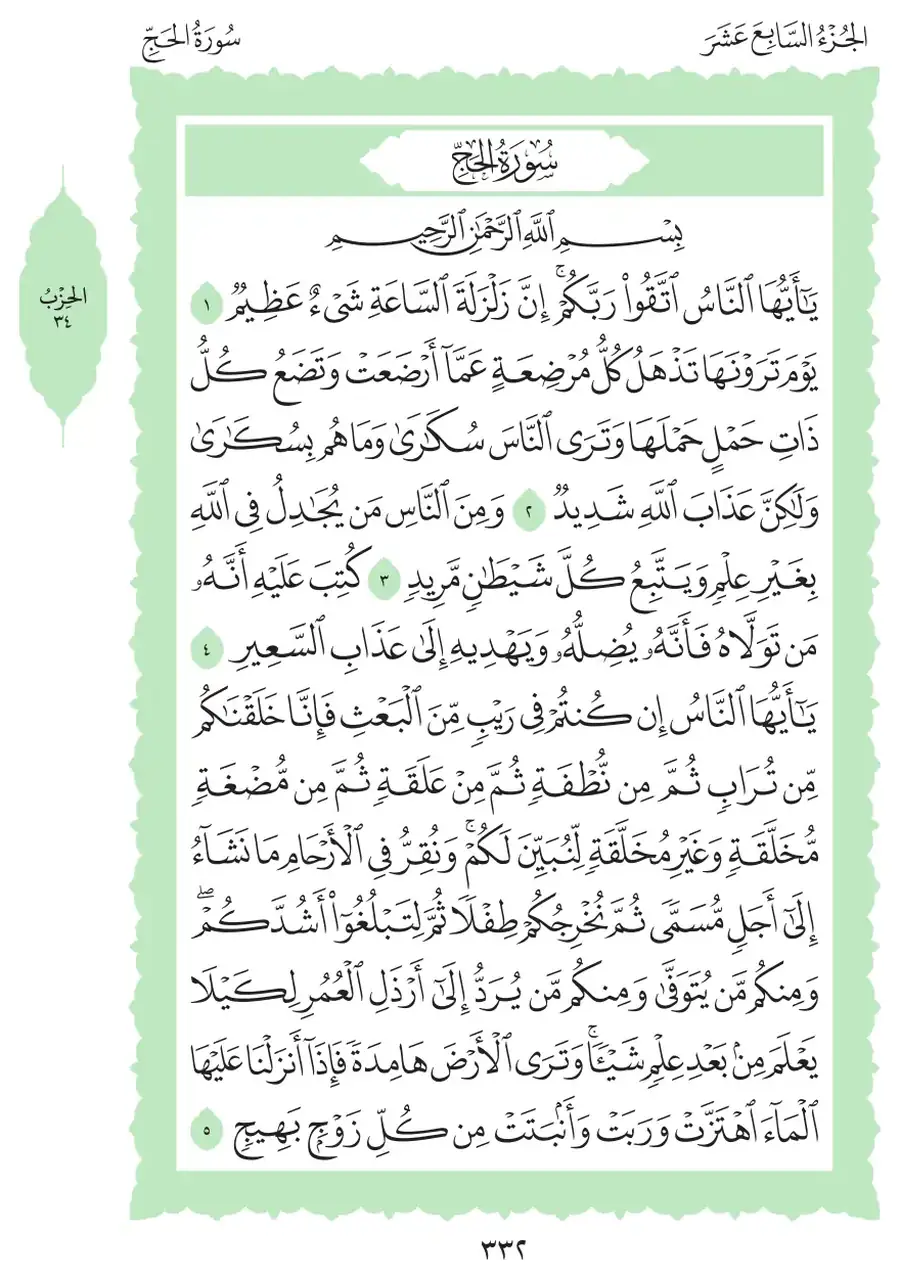 الجُزْءُ السَّابِعَ عَشَرَ
سُورَةُ الحَجِّ
سُورَةُ الحَجِّ
بِسْمِ ٱللَّهِ ٱلرَّحْمَٰنِ ٱلرَّحِيمِ
يَـٰٓأَيُّهَا ٱلنَّاسُ ٱتَّقُوا۟ رَبَّكُمْ ۚ إِنَّ زَلْزَلَةَ ٱلسَّاعَةِ شَىْءٌ عَظِيمٌ ١
يَوْمَ تَرَوْنَهَا تَذْهَلُ كُلُّ مُرْضِعَةٍ عَمَّآ أَرْضَعَتْ وَتَضَعُ كُلُّ
ذَاتِ حَمْلٍ حَمْلَهَا وَتَرَى ٱلنَّاسَ سُكَـٰرَىٰ وَمَا هُم بِسُكَـٰرَىٰ
وَلَـٰكِنَّ عَذَابَ ٱللَّهِ شَدِيدٌ ٢ وَمِنَ ٱلنَّاسِ مَن يُجَـٰدِلُ فِى ٱللَّهِ
بِغَيْرِ عِلْمٍ وَيَتَّبِعُ كُلَّ شَيْطَـٰنٍ مَّرِيدٍ ٣ كُتِبَ عَلَيْهِ أَنَّهُۥ
مَن تَوَلَّاهُ فَأَنَّهُۥ يُضِلُّهُۥ وَيَهْدِيهِ إِلَىٰ عَذَابِ ٱلسَّعِيرِ ٤
يَـٰٓأَيُّهَا ٱلنَّاسُ إِن كُنتُمْ فِى رَيْبٍ مِّنَ ٱلْبَعْثِ فَإِنَّا خَلَقْنَـٰكُم
مِّن تُرَابٍ ثُمَّ مِن نُّطْفَةٍ ثُمَّ مِنْ عَلَقَةٍ ثُمَّ مِن مُّضْغَةٍ
مُّخَلَّقَةٍ وَغَيْرِ مُخَلَّقَةٍ لِّنُبَيِّنَ لَكُمْ ۚ وَنُقِرُّ فِى ٱلْأَرْحَامِ مَا نَشَآءُ
إِلَىٰٓ أَجَلٍ مُّسَمًّى ثُمَّ نُخْرِجُكُمْ طِفْلًا ثُمَّ لِتَبْلُغُوٓا۟ أَشُدَّكُمْ ۖ
وَمِنكُم مَّن يُتَوَفَّىٰ وَمِنكُم مَّن يُرَدُّ إِلَىٰٓ أَرْذَلِ ٱلْعُمُرِ لِكَيْلَا
يَعْلَمَ مِنۢ بَعْدِ عِلْمٍ شَيْـًٔا ۚ وَتَرَى ٱلْأَرْضَ هَامِدَةً فَإِذَآ أَنزَلْنَا عَلَيْهَا
ٱلْمَآءَ ٱهْتَزَّتْ وَرَبَتْ وَأَنۢبَتَتْ مِن كُلِّ زَوْجٍۭ بَهِيجٍ ٥
الحِزْبُ
٣٤
٣٣٢